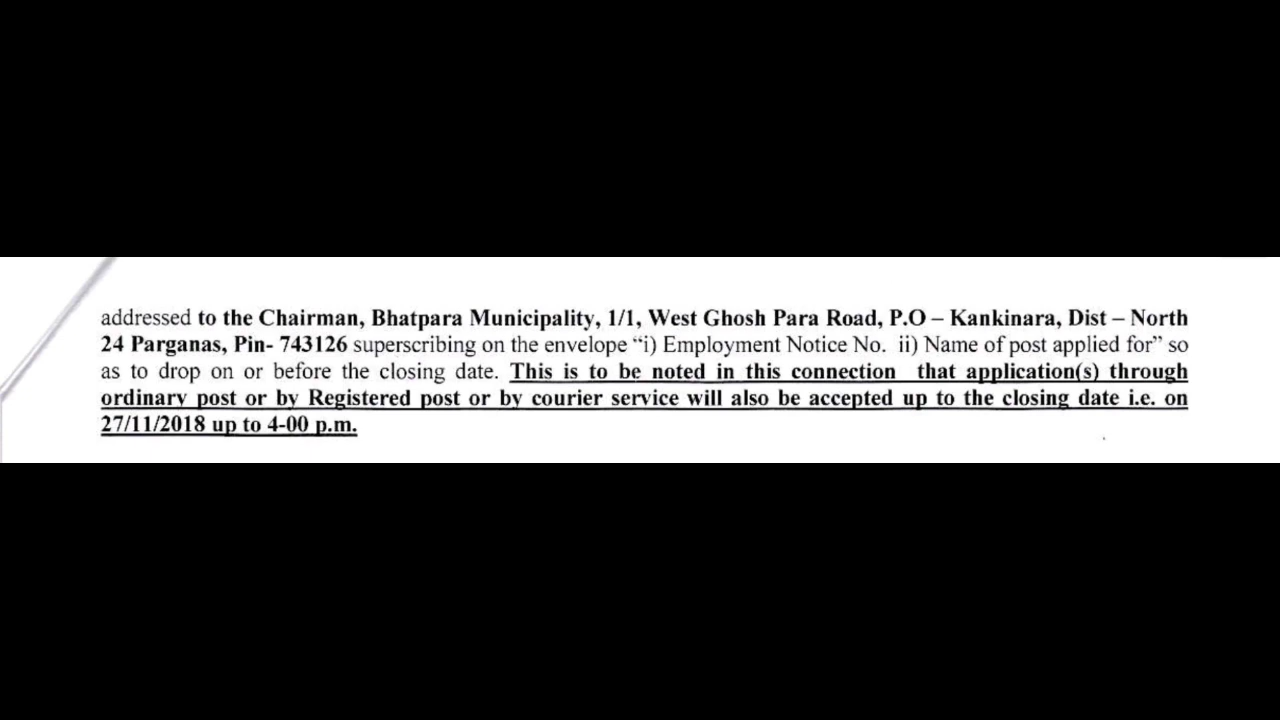 addressed to the Chairman, Bhatpara Municipality, 1/1, West Ghosh Para Road, P.O – Kankinara, Dist – North
24 Parganas, Pin- 743126 superscribing on the envelope “i) Employment Notice No.  ii) Name of post applied for” so
as to drop on or before the closing date. This is to be noted in this connection  that application(s) through
ordinary post or by Registered post or by courier service will also be accepted up to the closing date i.e. on
27/11/2018 up to 4-00 p.m.